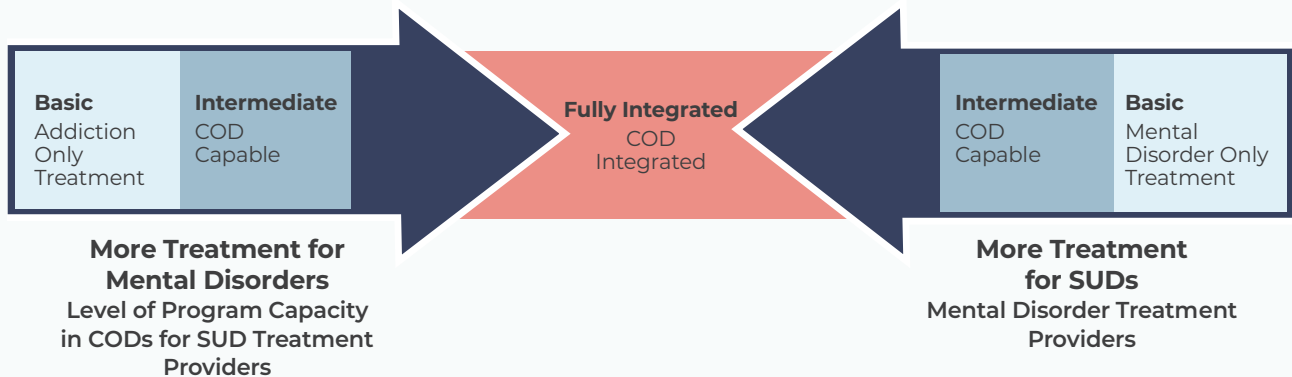 Basic
Addiction
Only
Treatment
Intermediate
COD
Capable
Fully Integrated
COD
Integrated
Intermediate
COD
Capable
Basic
Mental
Disorder Only
Treatment
More Treatment for
Mental Disorders
Level of Program Capacity
in CODs for SUD Treatment
Providers
More Treatment
for SUDs
Mental Disorder Treatment
Providers